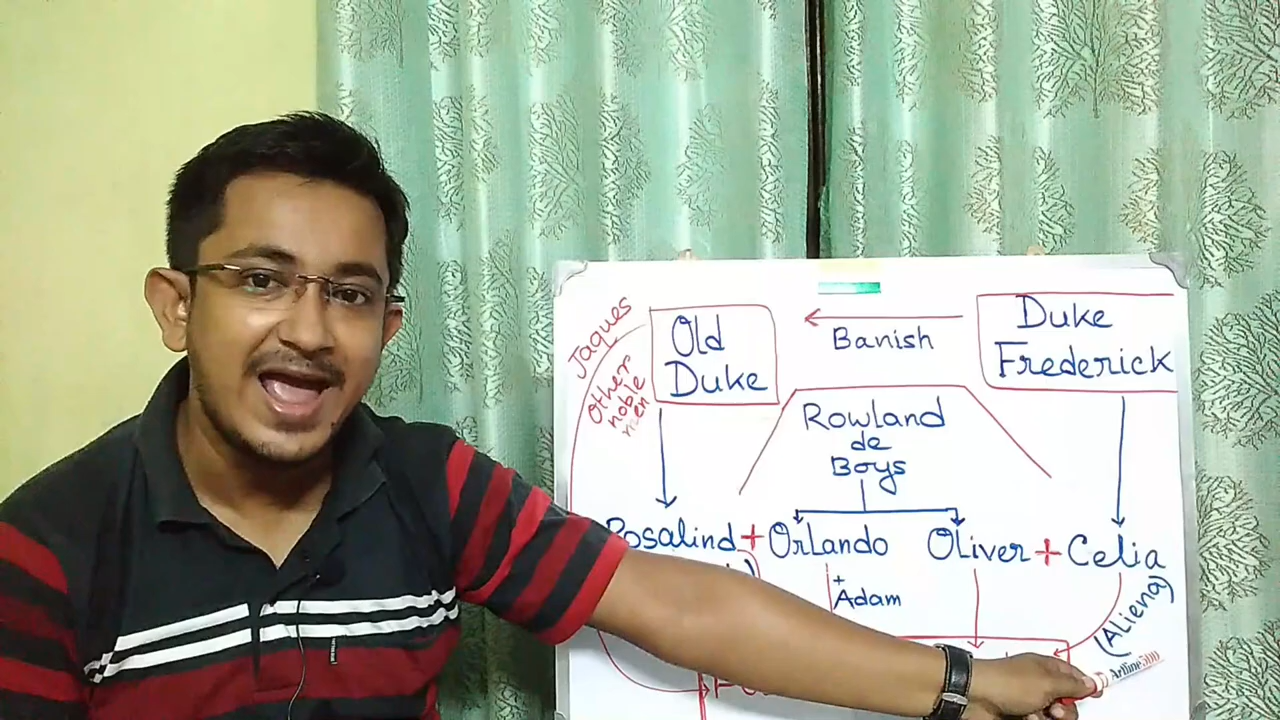 Jaques
Other
noble
men
Old
Duke
Banish
Duke
Frederick
Rowland
de
Boys
Rosalind + Orlando
Oliver + Celia
+
Adam
(Aliena)
Artline 500